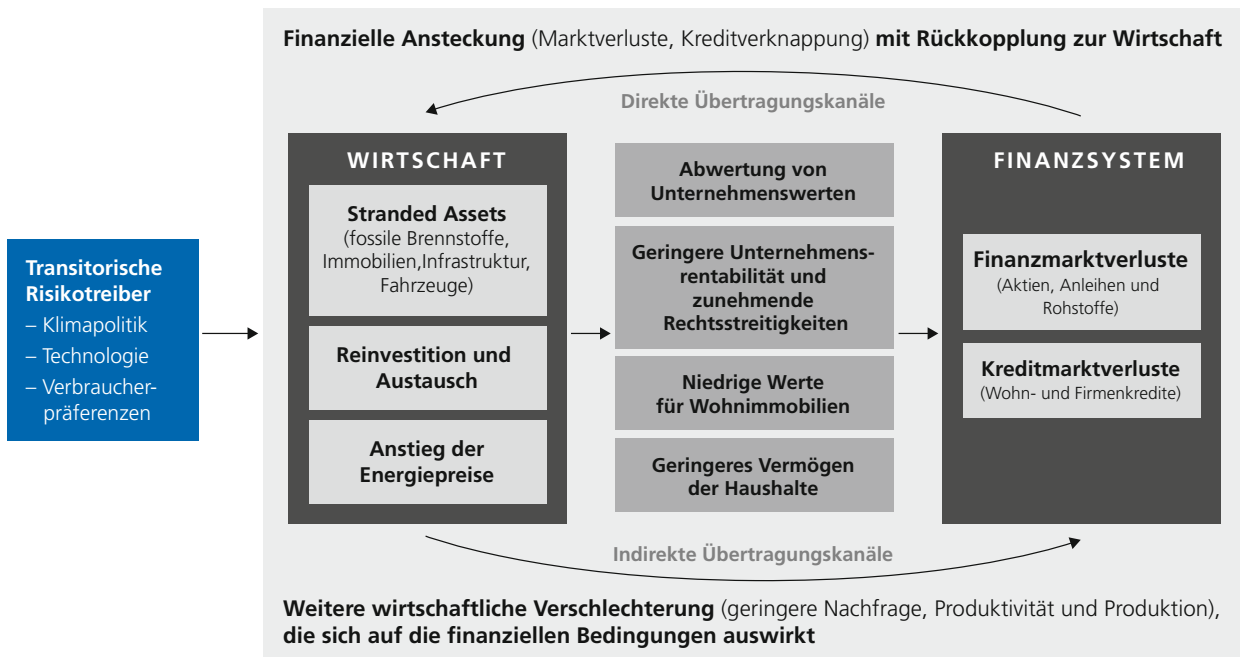 Finanzielle Ansteckung (Marktverluste, Kreditverknappung) mit Rückkopplung zur Wirtschaft
Direkte Übertragungskanäle
Transitorische
Risikotreiber
– Klimapolitik
– Technologie
– Verbraucher-
präferenzen
WIRTSCHAFT
Stranded Assets
(fossile Brennstoffe,
Immobilien,Infrastruktur,
Fahrzeuge)
Reinvestition und
Austausch
Anstieg der
Energiepreise
Abwertung von
Unternehmenswerten
Geringere Unternehmens-
rentabilität und
zunehmende
Rechtsstreitigkeiten
Niedrige Werte
für Wohnimmobilien
Geringeres Vermögen
der Haushalte
FINANZSYSTEM
Finanzmarktverluste
(Aktien, Anleihen und
Rohstoffe)
Kreditmarktverluste
(Wohn- und Firmenkredite)
Indirekte Übertragungskanäle
Weitere wirtschaftliche Verschlechterung (geringere Nachfrage, Produktivität und Produktion),
die sich auf die finanziellen Bedingungen auswirkt